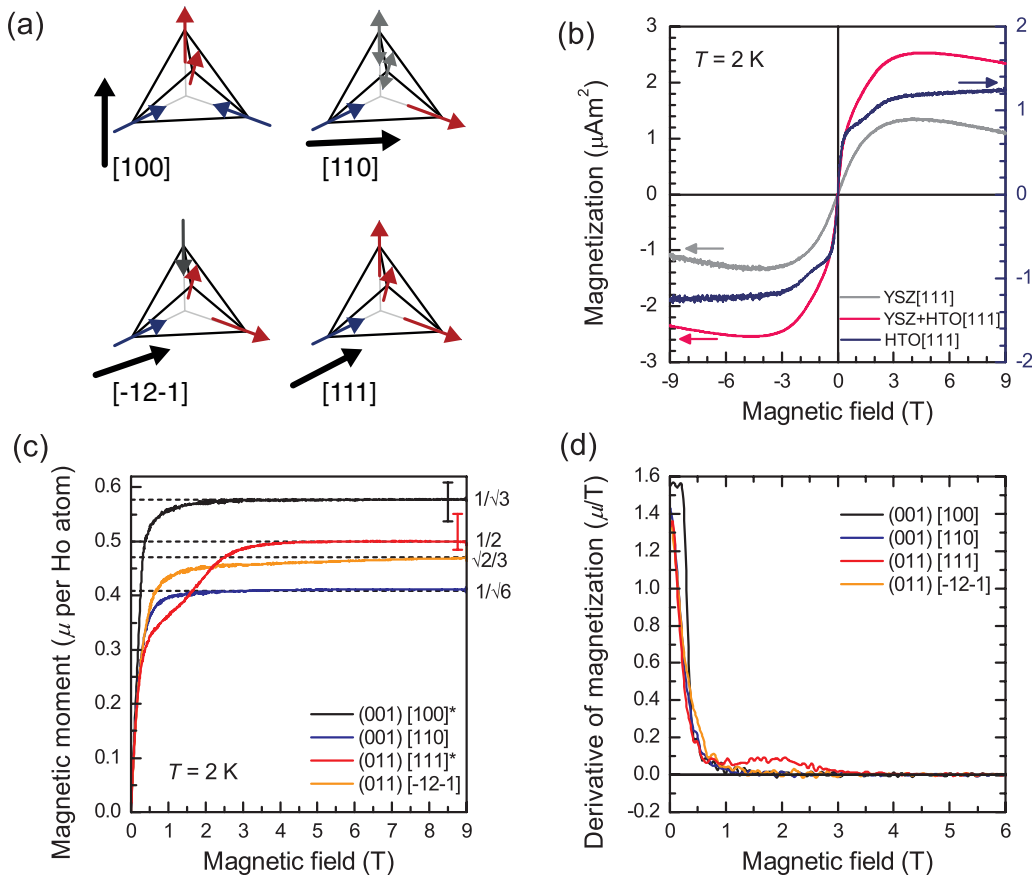 (a)
[100]
[110]
[-12-1]
[111]
(b)
T = 2 K
Magnetization (μAm²)
3
2
1
0
-1
-2
-3
2
1
0
-1
-2
YSZ[111]
YSZ+HTO[111]
HTO[111]
-9 -6 -3 0 3 6 9
Magnetic field (T)
(c)
Magnetic moment (μ per Ho atom)
0.6
0.5
0.4
0.3
0.2
0.1
0.0
1/√3
1/2
√2/3
1/√6
(001) [100]*
(001) [110]
(011) [111]*
(011) [-12-1]
T = 2 K
0 1 2 3 4 5 6 7 8 9
Magnetic field (T)
(d)
Derivative of magnetization (μ/T)
1.6
1.4
1.2
1.0
0.8
0.6
0.4
0.2
0.0
-0.2
(001) [100]
(001) [110]
(011) [111]
(011) [-12-1]
0 1 2 3 4 5 6
Magnetic field (T)